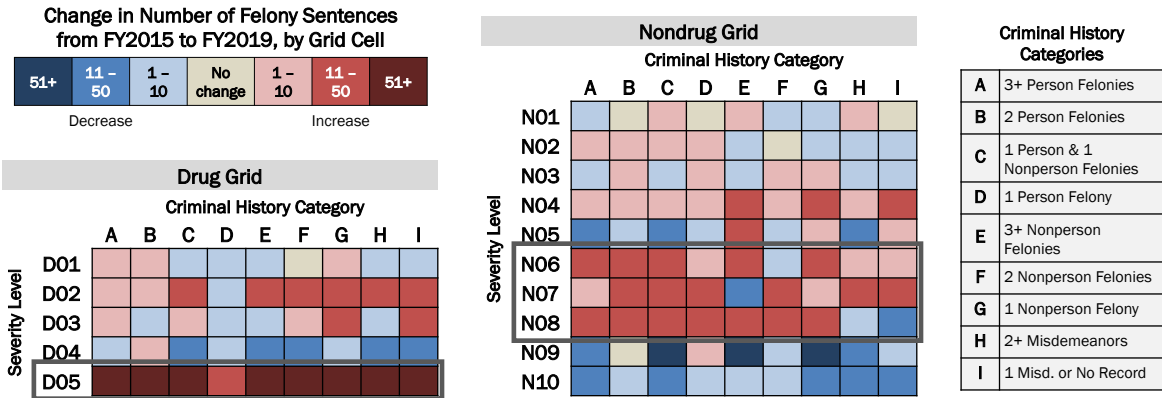 Change in Number of Felony Sentences
from FY2015 to FY2019, by Grid Cell
51+ 11 – 50 1 – 10 No change 1 – 10 11 – 50 51+
Decrease Increase
Drug Grid
Criminal History Category
A B C D E F G H I
Severity Level
D01
D02
D03
D04
D05
Nondrug Grid
Criminal History Category
A B C D E F G H I
Severity Level
N01
N02
N03
N04
N05
N06
N07
N08
N09
N10
Criminal History
Categories
A 3+ Person Felonies
B 2 Person Felonies
C 1 Person & 1
Nonperson Felonies
D 1 Person Felony
E 3+ Nonperson
Felonies
F 2 Nonperson Felonies
G 1 Nonperson Felony
H 2+ Misdemeanors
I 1 Misd. or No Record